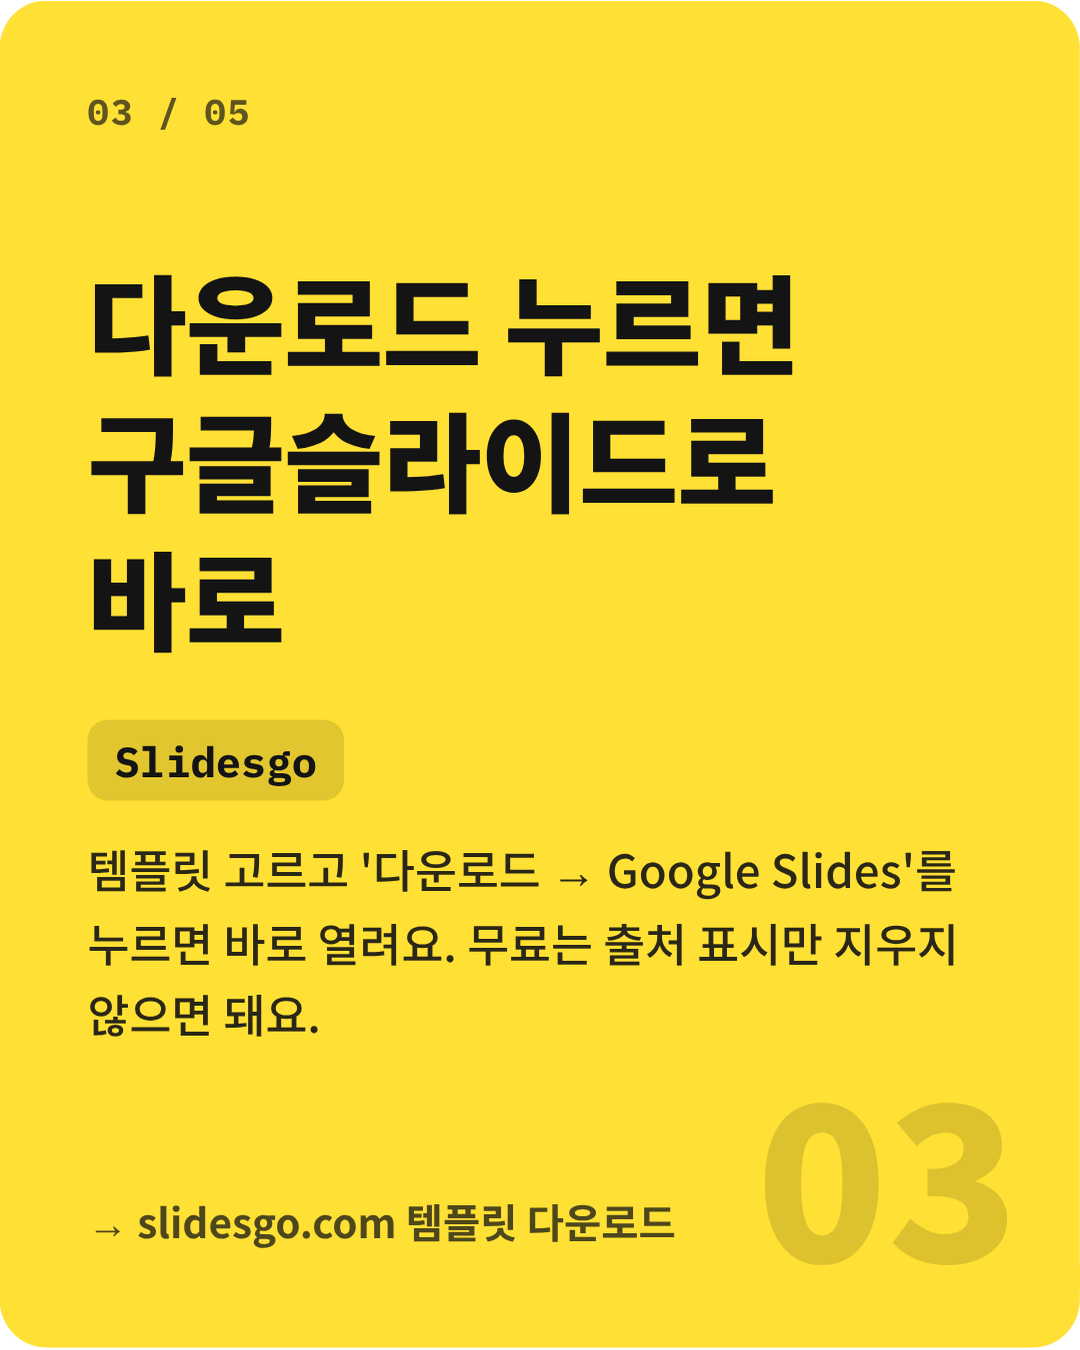 03 / 05
다운로드 누르면
구글슬라이드로
바로
Slidesgo
템플릿 고르고 '다운로드 → Google Slides'를
누르면 바로 열려요. 무료는 출처 표시만 지우지
않으면 돼요.
→ slidesgo.com 템플릿 다운로드
03